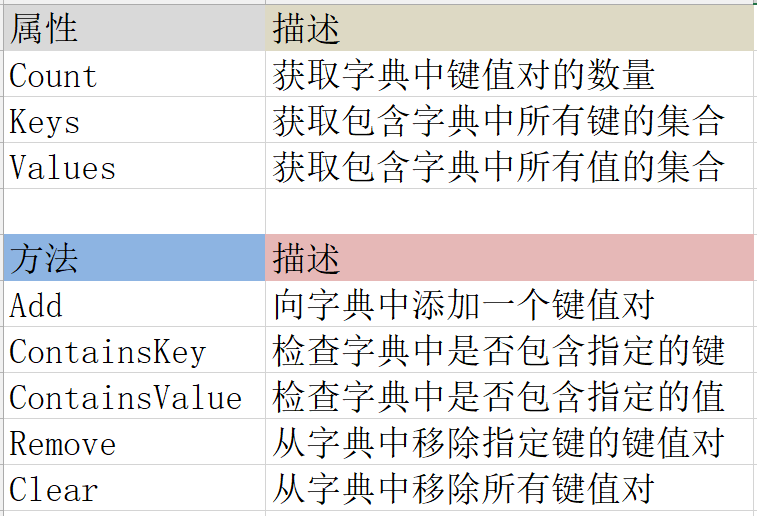 属性 描述
Count 获取字典中键值对的数量
Keys 获取包含字典中所有键的集合
Values 获取包含字典中所有值的集合
方法 描述
Add 向字典中添加一个键值对
ContainsKey 检查字典中是否包含指定的键
ContainsValue 检查字典中是否包含指定的值
Remove 从字典中移除指定键的键值对
Clear 从字典中移除所有键值对